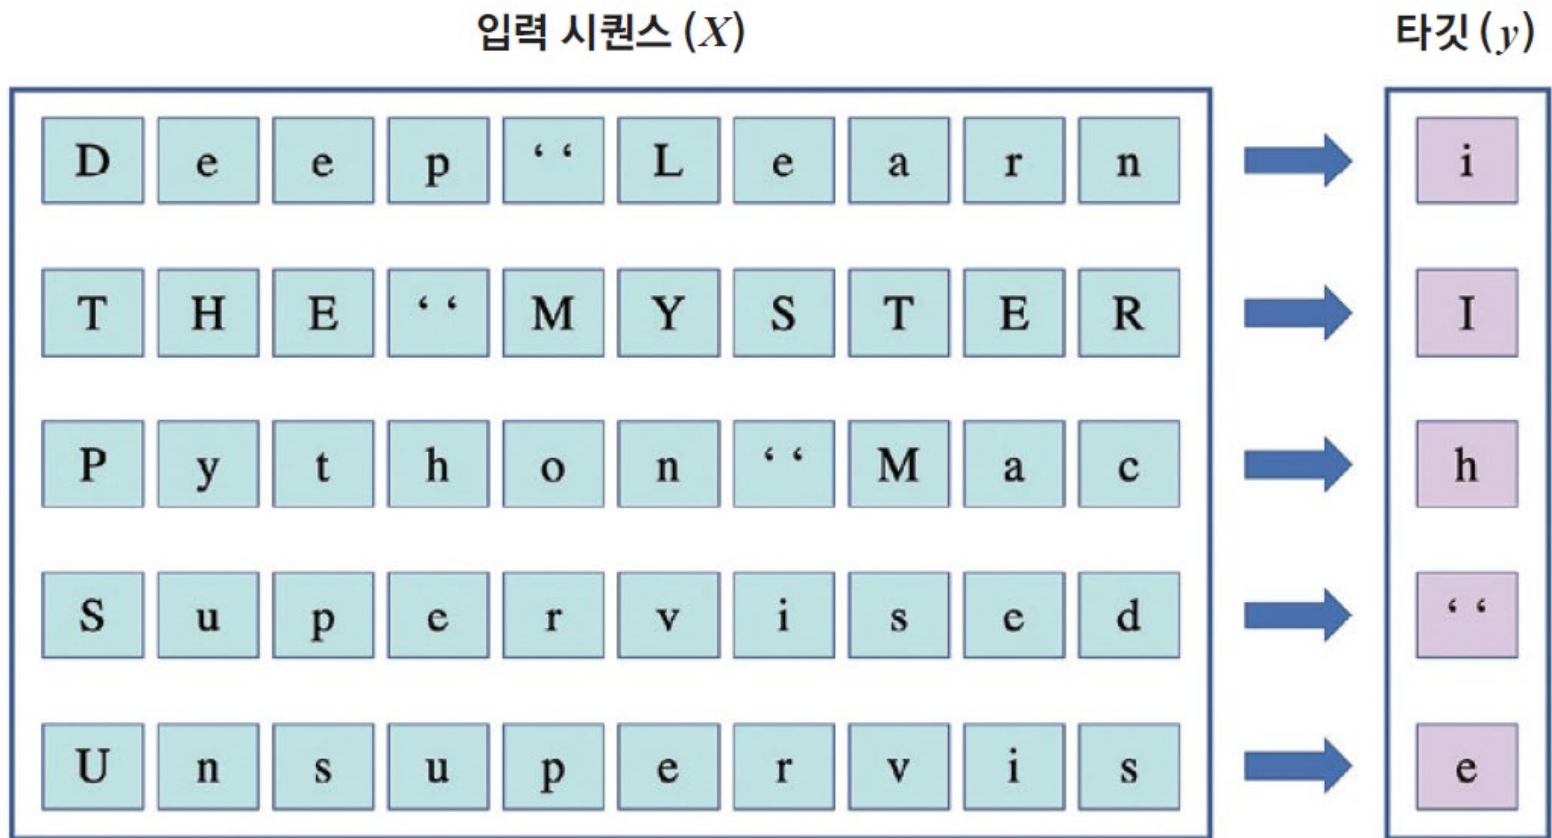 입력 시퀀스 (X) 타깃 (y)
D e e p ‘ ‘ L e a r n i
T H E ‘ ‘ M Y S T E R I
P y t h o n ‘ ‘ M a c h
S u p e r v i s e d ‘ ‘
U n s u p e r v i s e